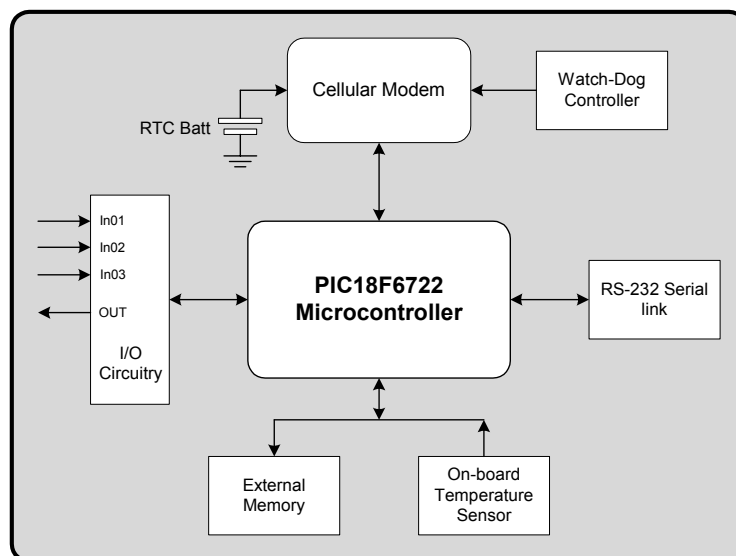 Cellular Modem
Watch-Dog
Controller
RTC Batt
In01
In02
In03
OUT
I/O
Circuitry
PIC18F6722
Microcontroller
RS-232 Serial
link
External
Memory
On-board
Temperature
Sensor